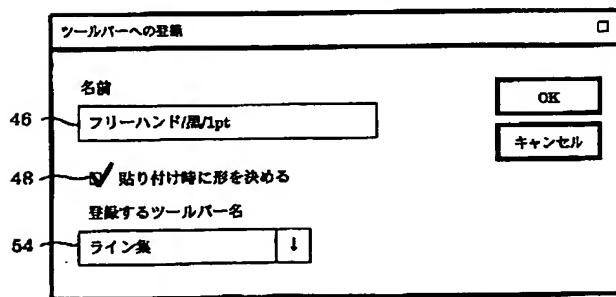 ツールバーへの登録
名前
OK
46
フリーハンド/黒/1pt
キャンセル
48
貼り付け時に形を決める
登録するツールバー名
54
ライン集
↓